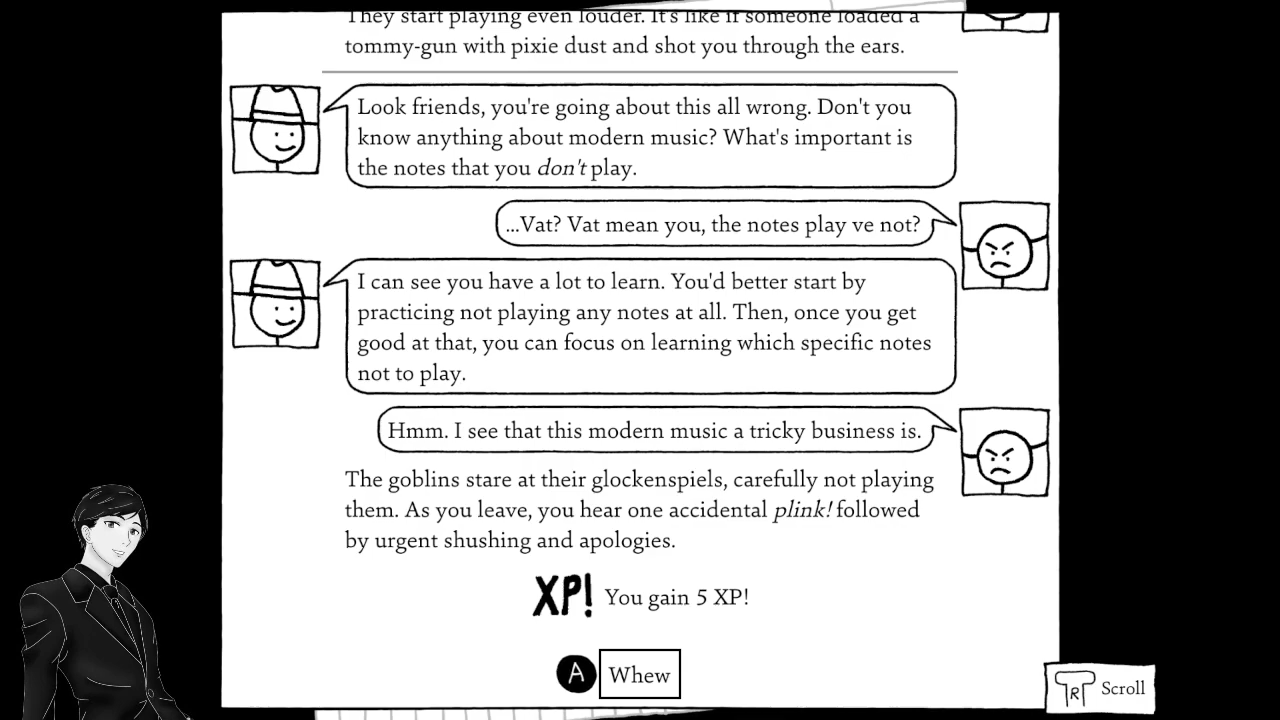 They start playing even louder. It's like if someone loaded a
tommy-gun with pixie dust and shot you through the ears.
Look friends, you're going about this all wrong. Don't you
know anything about modern music? What's important is
the notes that you don't play.
...Vat? Vat mean you, the notes play ve not?
I can see you have a lot to learn. You'd better start by
practicing not playing any notes at all. Then, once you get
good at that, you can focus on learning which specific notes
not to play.
Hmm. I see that this modern music a tricky business is.
The goblins stare at their glockenspiels, carefully not playing
them. As you leave, you hear one accidental plink! followed
by urgent shushing and apologies.
XP! You gain 5 XP!
A Whew
R Scroll